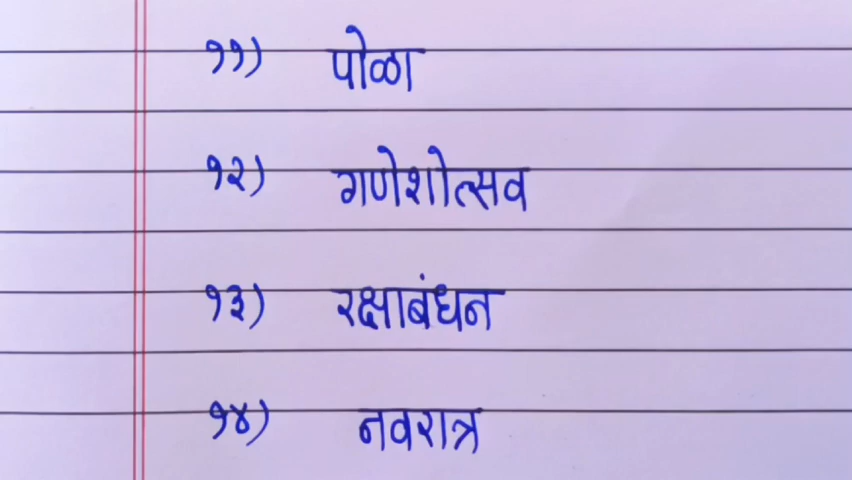 ११) पोळा
१२) गणेशोत्सव
१३) रक्षाबंधन
१४) नवरात्र